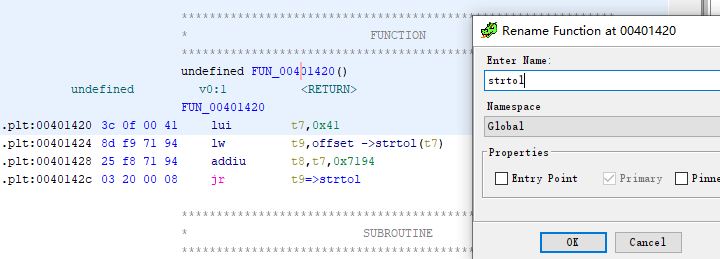 ************************************************************
* FUNCTION
************************************************
undefined FUN_00401420()
undefined v0:1 <RETURN>
FUN_00401420
.plt:00401420 3c 0f 00 41 lui t7,0x41
.plt:00401424 8d f9 71 94 lw t9,offset ->strtol(t7)
.plt:00401428 25 f8 71 94 addiu t8,t7,0x7194
.plt:0040142c 03 20 00 08 jr t9=>strtol
************************************************
* SUBROUTINE
************************************************
Rename Function at 00401420
Enter Name:
strtol
Namespace
Global
Properties
Entry Point Primary Pinne
OK Cancel